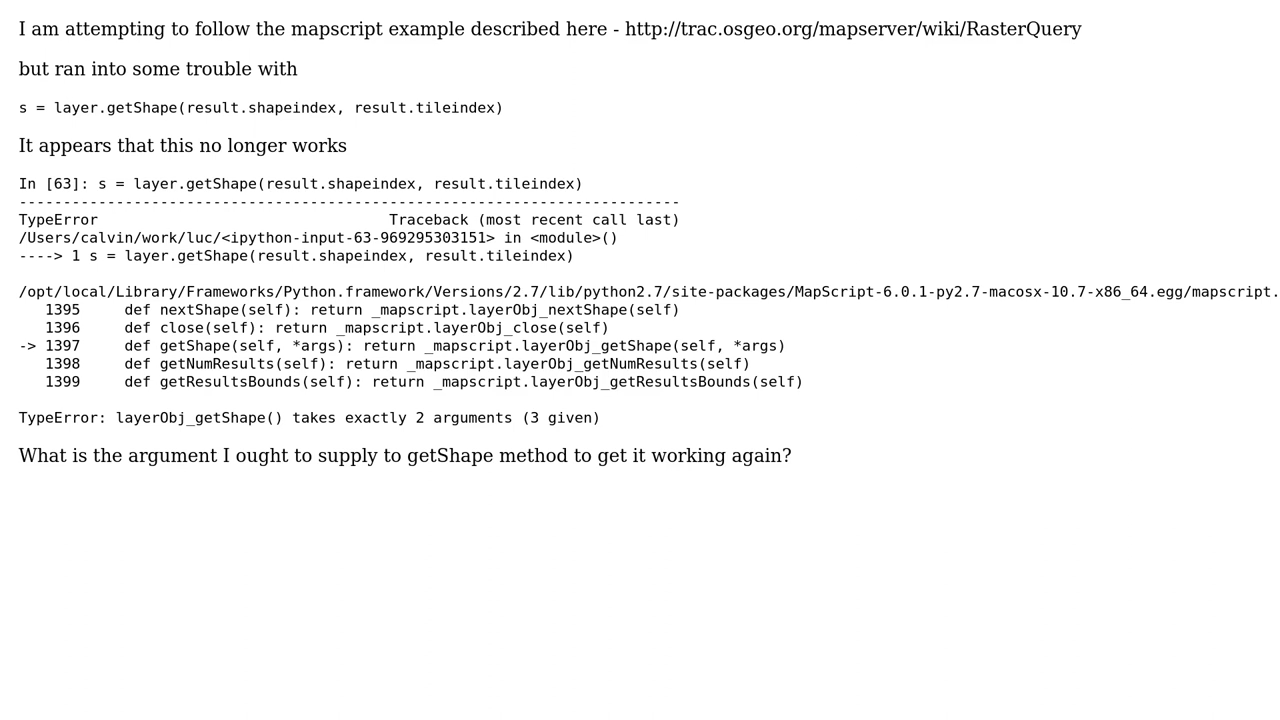 I am attempting to follow the mapscript example described here - http://trac.osgeo.org/mapserver/wiki/RasterQuery
but ran into some trouble with
s = layer.getShape(result.shapeindex, result.tileindex)
It appears that this no longer works
In [63]: s = layer.getShape(result.shapeindex, result.tileindex)
---------------------------------------------------------------------------
TypeError                                 Traceback (most recent call last)
/Users/calvin/work/luc/<ipython-input-63-969295303151> in <module>()
----> 1 s = layer.getShape(result.shapeindex, result.tileindex)
/opt/local/Library/Frameworks/Python.framework/Versions/2.7/lib/python2.7/site-packages/MapScript-6.0.1-py2.7-macosx-10.7-x86_64.egg/mapscript.
   1395     def nextShape(self): return _mapscript.layerObj_nextShape(self)
   1396     def close(self): return _mapscript.layerObj_close(self)
-> 1397     def getShape(self, *args): return _mapscript.layerObj_getShape(self, *args)
   1398     def getNumResults(self): return _mapscript.layerObj_getNumResults(self)
   1399     def getResultsBounds(self): return _mapscript.layerObj_getResultsBounds(self)
TypeError: layerObj_getShape() takes exactly 2 arguments (3 given)
What is the argument I ought to supply to getShape method to get it working again?